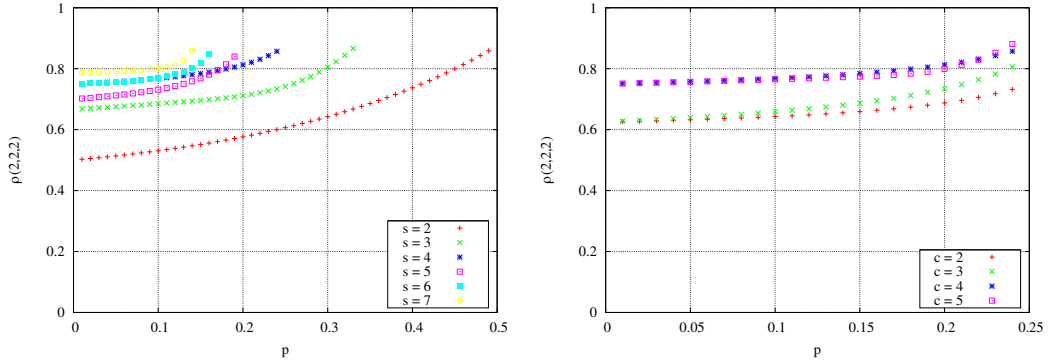 1
0.8
0.6
0.4
0.2
0
ρ(2,2,2)
0
0.1
0.2
0.3
0.4
0.5
p
s = 2
s = 3
s = 4
s = 5
s = 6
s = 7
1
0.8
0.6
0.4
0.2
0
ρ(2,2,2)
0
0.05
0.1
0.15
0.2
0.25
p
c = 2
c = 3
c = 4
c = 5